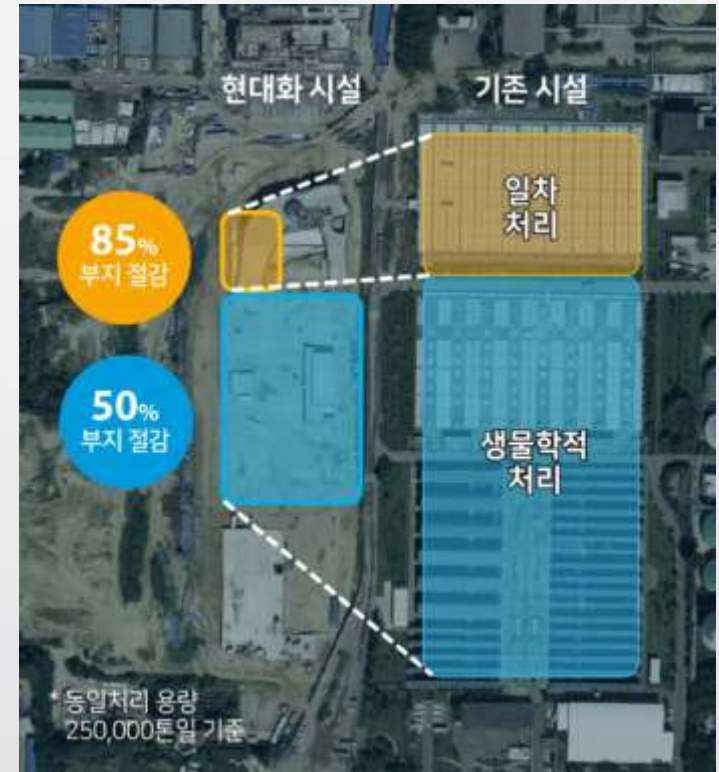 현대화 시설
기존 시설
일차
처리
85%
부지 절감
50%
부지 절감
생물학적
처리
* 동일처리 용량
250,000톤일 기준